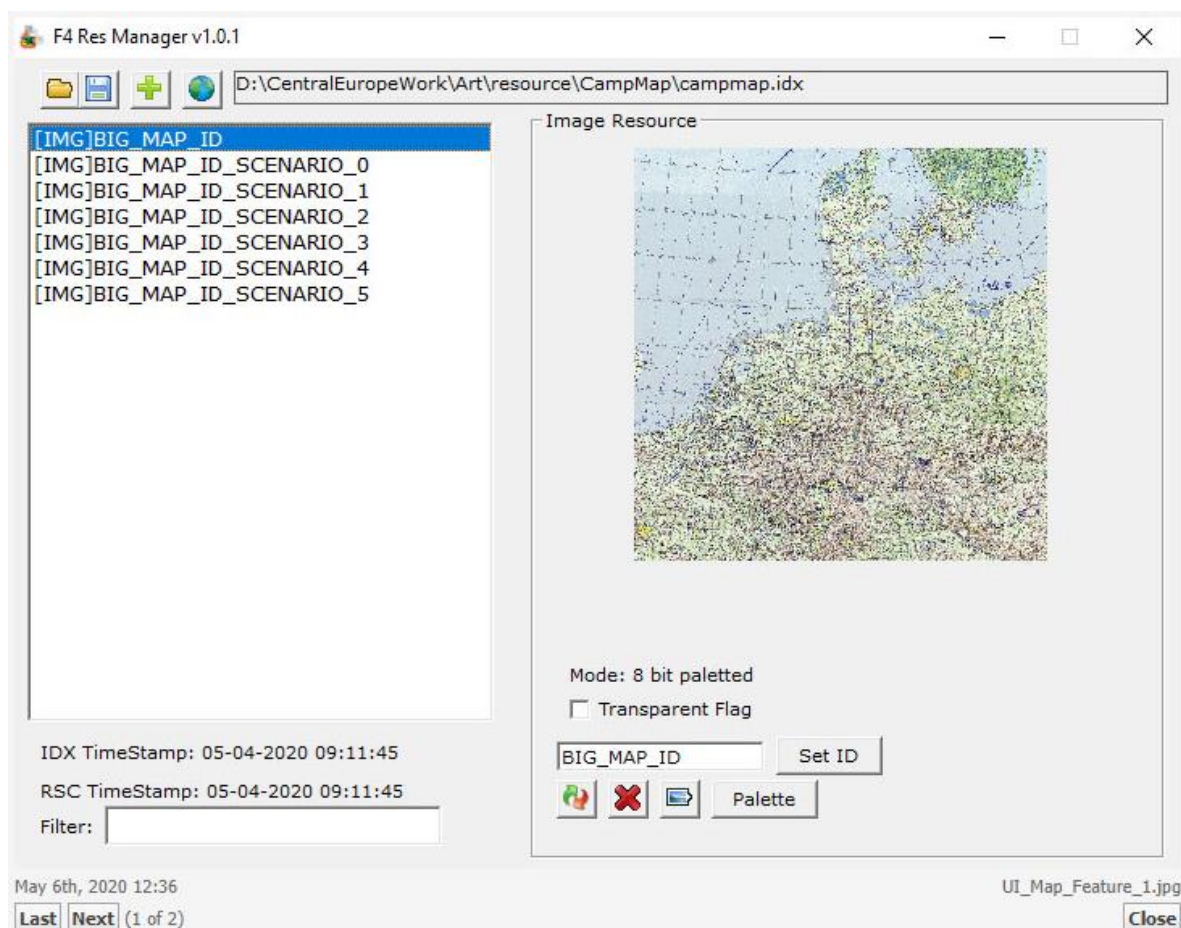 F4 Res Manager v1.0.1
D:\CentralEuropeWork\Art\resource\CampMap\campmap.idx
[IMG]BIG_MAP_ID
[IMG]BIG_MAP_ID_SCENARIO_0
[IMG]BIG_MAP_ID_SCENARIO_1
[IMG]BIG_MAP_ID_SCENARIO_2
[IMG]BIG_MAP_ID_SCENARIO_3
[IMG]BIG_MAP_ID_SCENARIO_4
[IMG]BIG_MAP_ID_SCENARIO_5
Image Resource
Mode: 8 bit paletted
Transparent Flag
BIG_MAP_ID Set ID
Palette
IDX TimeStamp: 05-04-2020 09:11:45
RSC TimeStamp: 05-04-2020 09:11:45
Filter:
May 6th, 2020 12:36 UI_Map_Feature_1.jpg
Last Next (1 of 2) Close